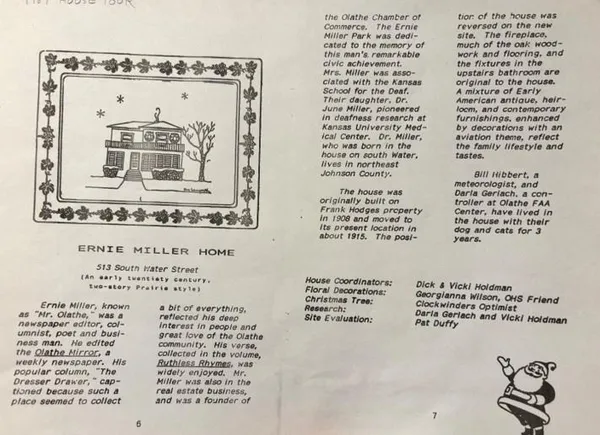 HOUSE TOUR
ERNIE MILLER HOME
513 South Water Street
(An early twentieth century,
two-story Prairie style)
Ernie Miller, known
as "Mr. Olathe," was a
newspaper editor, col-
umnist, poet and busi-
ness man. He edited
the Olathe Mirror, a
weekly newspaper. His
popular column, "The
Dresser Drawer," cap-
tioned because such a
place seemed to collect
a bit of everything,
reflected his deep
interest in people and
great love of the Olathe
community. His verse,
collected in the volume,
Ruthless Rhymes, was
widely enjoyed. Mr.
Miller was also in the
real estate business,
and was a founder of
6
the Olathe Chamber of
Commerce. The Ernie
Miller Park was dedi-
cated to the memory of
this man's remarkable
civic achievement.
Mrs. Miller was asso-
ciated with the Kansas
School for the Deaf.
Their daughter, Dr.
June Miller, pioneered
in deafness research at
Kansas University Med-
ical Center. Dr. Miller,
who was born in the
house on south Water,
lives in northeast
Johnson County.
The house was
originally built on
Frank Hodges property
in 1908 and moved to
its present location in
about 1915. The posi-
tion of the house was
reversed on the new
site. The fireplace,
much of the oak wood-
work and flooring, and
the fixtures in the
upstairs bathroom are
original to the house.
A mixture of Early
American antique, heir-
loom, and contemporary
furnishings, enhanced
by decorations with an
aviation theme, reflect
the family lifestyle and
tastes.
Bill Hibbert, a
meteorologist, and
Darla Gerlach, a con-
troller at Olathe FAA
Center, have lived in
the house with their
dog and cats for 3
years.
House Coordinators: Dick & Vicki Holdman
Floral Decorations: Georgianna Wilson, OHS Friend
Christmas Tree: Clockwinders Optimist
Research: Darla Gerlach and Vicki Holdman
Site Evaluation: Pat Duffy
7